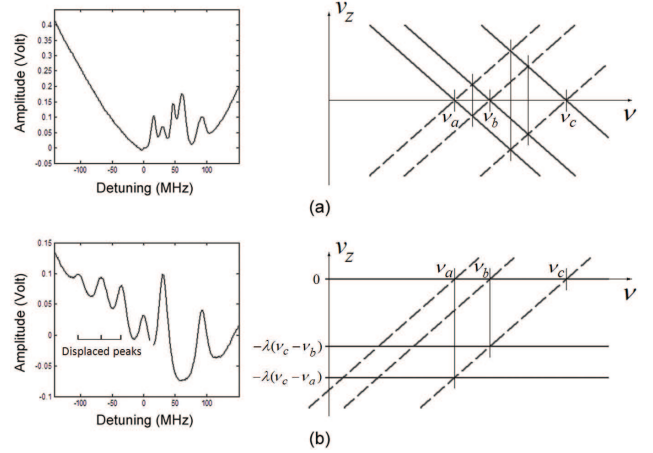 Amplitude (Volt)
0.4
0.35
0.3
0.25
0.2
0.15
0.1
0.05
0
-0.05
-100 -50 0 50 100
Detuning (MHz)
v_z
ν_a ν_b ν_c ν
(a)
Amplitude (Volt)
0.15
0.1
0.05
0
-0.05
-0.1
Displaced peaks
-100 -50 0 50 100
Detuning (MHz)
v_z
0
ν_a ν_b ν_c ν
−λ(ν_c − ν_b)
−λ(ν_c − ν_a)
(b)